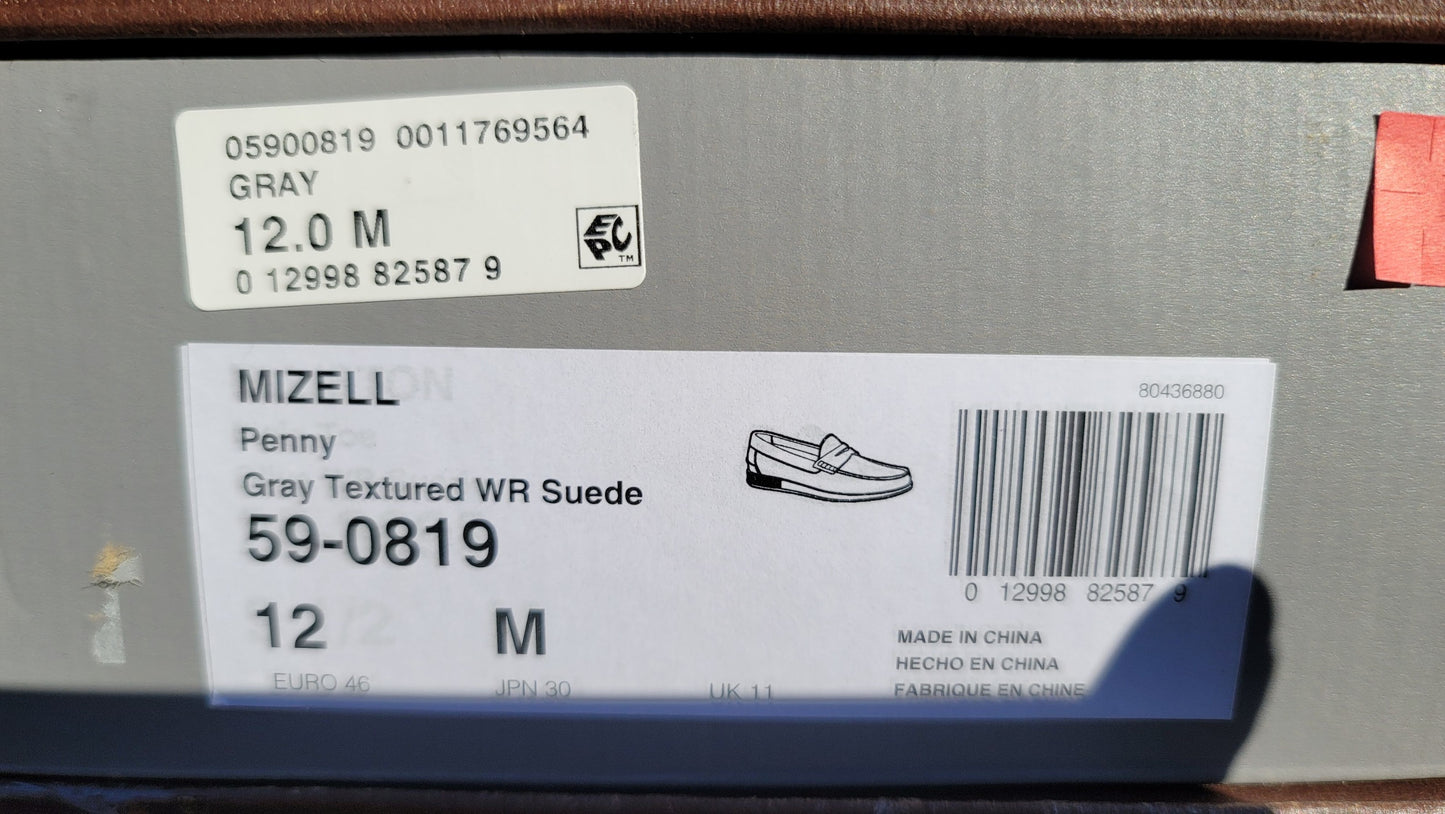 05900819 0011769564
GRAY
12.0 M
0 12998 82587 9
EPC
TM
MIZELL
Penny
Gray Textured WR Suede
59-0819
12 M
EURO 46 JPN 30 UK 11
80436880
0 12998 82587 9
MADE IN CHINA
HECHO EN CHINA
FABRIQUE EN CHINE